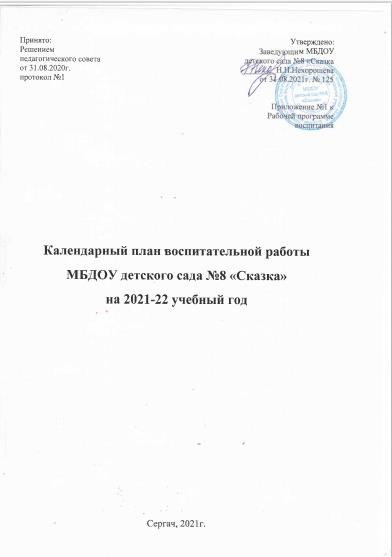 Принято:
Решением
педагогического совета
от 31.08.2020г.
протокол №1
Утверждено:
Заведующим МБДОУ
детского сада №8 «Сказка
от 31.08.2021г. № 125
Приложение №1 к
Рабочей программе
воспитания
Календарный план воспитательной работы
МБДОУ детского сада №8 «Сказка»
на 2021-22 учебный год
Сергач, 2021г.